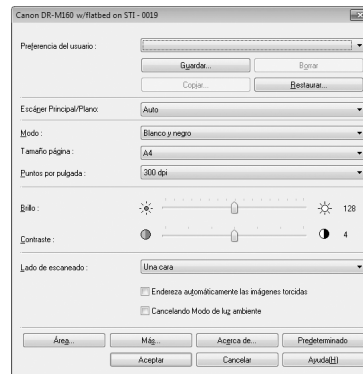 Canon DR-M160 w/flatbed on STI - 0019
Preferencia del usuario :
Guardar... Borrar
Copiar... Restaurar...
Escáner Principal/Plano: Auto
Modo : Blanco y negro
Tamaño página : A4
Puntos por pulgada : 300 dpi
Brillo : 128
Contraste : 4
Lado de escaneado : Una cara
Endereza automáticamente las imágenes torcidas
Cancelando Modo de luz ambiente
Área... Más... Acerca de... Predeterminado
Aceptar Cancelar Ayuda(H)